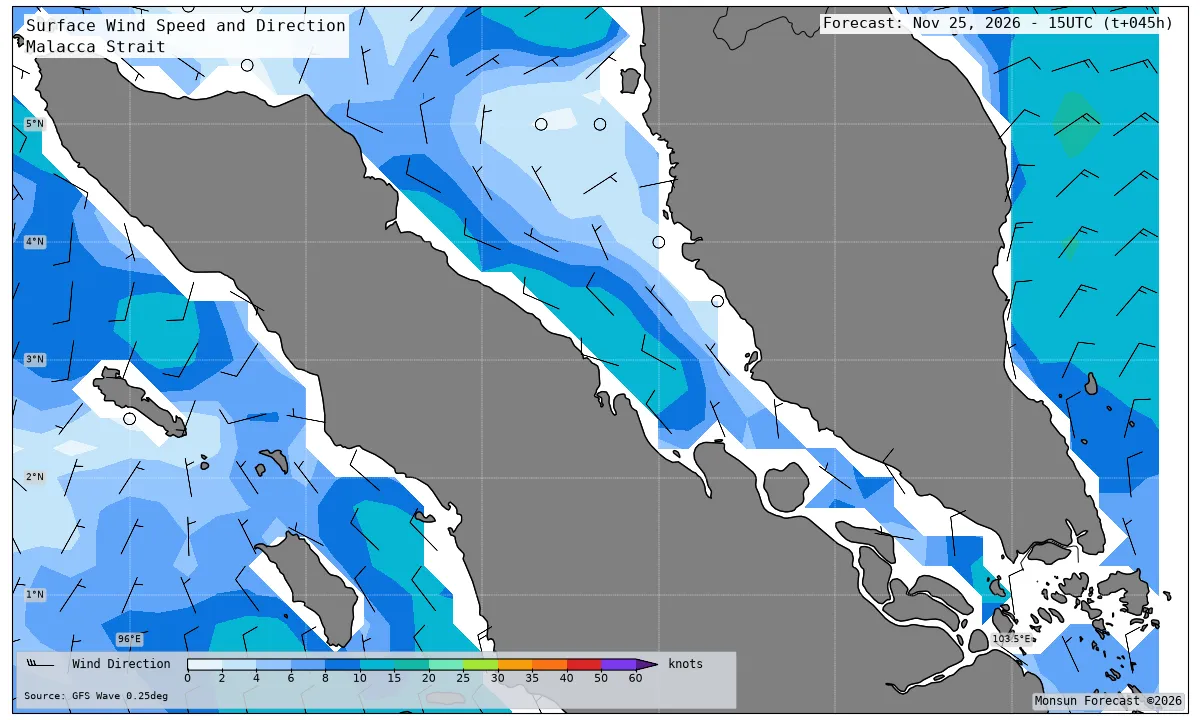 Surface Wind Speed and Direction
Malacca Strait
Forecast: Nov 25, 2026 - 15UTC (t+045h)
5°N
4°N
3°N
2°N
1°N
96°E
103.5°E
Wind Direction
knots
0 2 4 6 8 10 15 20 25 30 35 40 50 60
Source: GFS Wave 0.25deg
Monsun Forecast ©2026